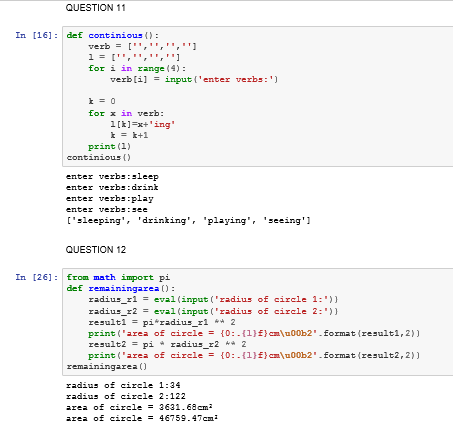 QUESTION 11
In [16]: def continious():
verb = ['','','','']
l = ['','','','']
for i in range(4):
verb[i] = input('enter verbs:')
k = 0
for x in verb:
l[k]=x+'ing'
k = k+1
print(l)
continious()
enter verbs:sleep
enter verbs:drink
enter verbs:play
enter verbs:see
['sleeping', 'drinking', 'playing', 'seeing']
QUESTION 12
In [26]: from math import pi
def remainingarea():
radius_r1 = eval(input('radius of circle 1:'))
radius_r2 = eval(input('radius of circle 2:'))
result1 = pi*radius_r1 ** 2
print('area of circle = {0:.{1}f}cm\u00b2'.format(result1,2))
result2 = pi * radius_r2 ** 2
print('area of circle = {0:.{1}f}cm\u00b2'.format(result2,2))
remainingarea()
radius of circle 1:34
radius of circle 2:122
area of circle = 3631.68cm²
area of circle = 46759.47cm²